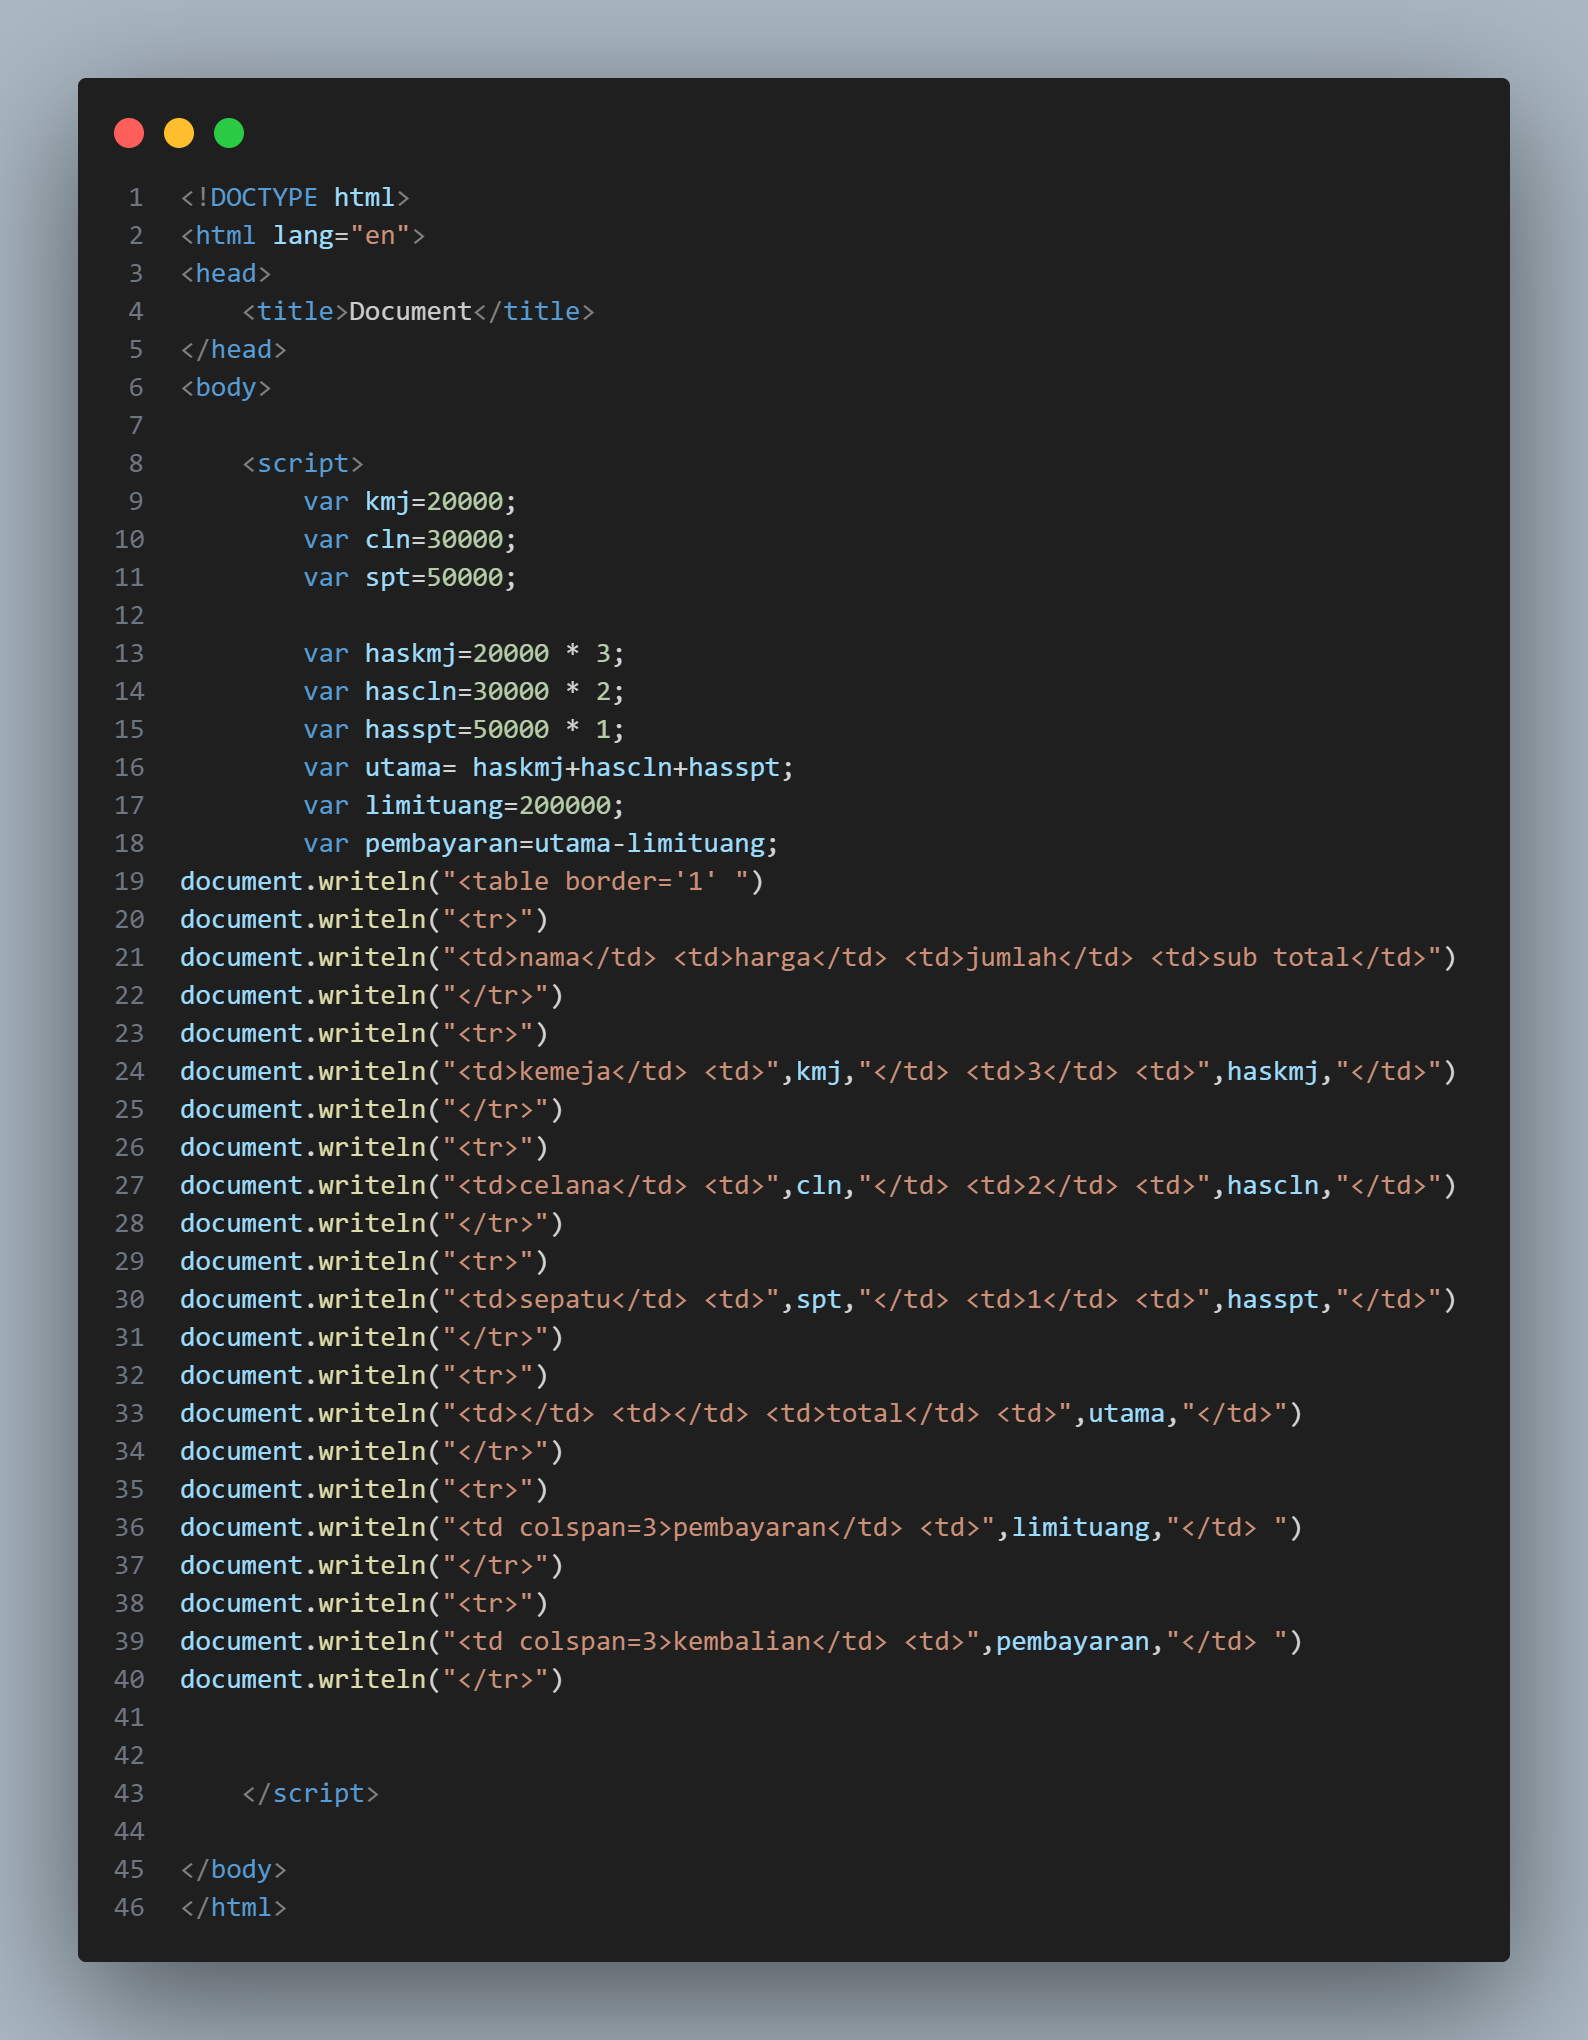 1 <!DOCTYPE html>
2 <html lang="en">
3 <head>
4     <title>Document</title>
5 </head>
6 <body>
7
8     <script>
9         var kmj=20000;
10         var cln=30000;
11         var spt=50000;
12
13         var haskmj=20000 * 3;
14         var hascln=30000 * 2;
15         var hasspt=50000 * 1;
16         var utama= haskmj+hascln+hasspt;
17         var limituang=200000;
18         var pembayaran=utama-limituang;
19 document.writeln("<table border='1' ")
20 document.writeln("<tr>")
21 document.writeln("<td>nama</td> <td>harga</td> <td>jumlah</td> <td>sub total</td>")
22 document.writeln("</tr>")
23 document.writeln("<tr>")
24 document.writeln("<td>kemeja</td> <td>",kmj,"</td> <td>3</td> <td>",haskmj,"</td>")
25 document.writeln("</tr>")
26 document.writeln("<tr>")
27 document.writeln("<td>celana</td> <td>",cln,"</td> <td>2</td> <td>",hascln,"</td>")
28 document.writeln("</tr>")
29 document.writeln("<tr>")
30 document.writeln("<td>sepatu</td> <td>",spt,"</td> <td>1</td> <td>",hasspt,"</td>")
31 document.writeln("</tr>")
32 document.writeln("<tr>")
33 document.writeln("<td></td> <td></td> <td>total</td> <td>",utama,"</td>")
34 document.writeln("</tr>")
35 document.writeln("<tr>")
36 document.writeln("<td colspan=3>pembayaran</td> <td>",limituang,"</td> ")
37 document.writeln("</tr>")
38 document.writeln("<tr>")
39 document.writeln("<td colspan=3>kembalian</td> <td>",pembayaran,"</td> ")
40 document.writeln("</tr>")
41
42
43     </script>
44
45 </body>
46 </html>